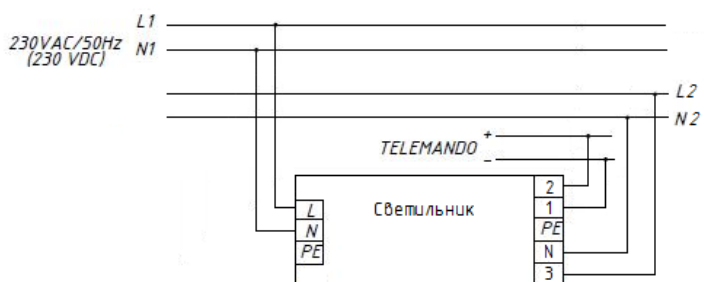 L1
230VAC/50Hz N1
(230 VDC)
L2
N2
TELEMANDO +
−
Светильник
L
N
PE
2
1
PE
N
3